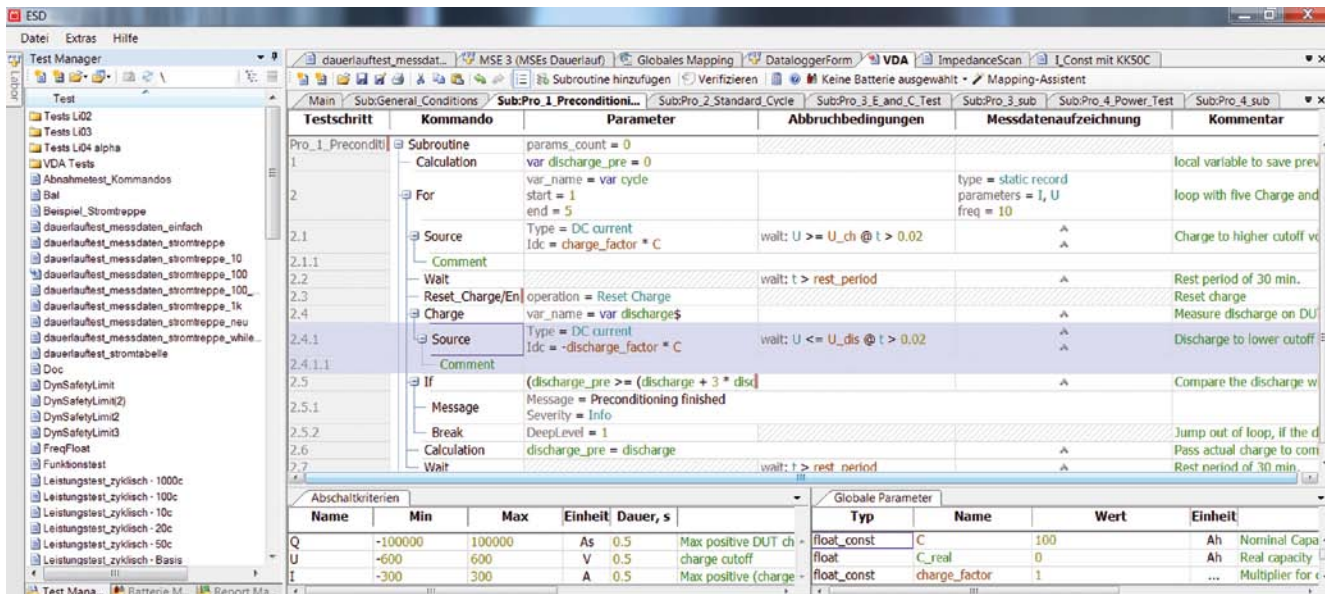 ESD
Datei Extras Hilfe
Labor
Test Manager
Test
Tests Li02
Tests Li03
Tests Li04 alpha
VDA Tests
Abnahmetest_Kommandos
Bal
Beispiel_Stromtreppe
dauerlauftest_messdaten_einfach
dauerlauftest_messdaten_stromtreppe
dauerlauftest_messdaten_stromtreppe_10
dauerlauftest_messdaten_stromtreppe_100
dauerlauftest_messdaten_stromtreppe_100_...
dauerlauftest_messdaten_stromtreppe_1k
dauerlauftest_messdaten_stromtreppe_neu
dauerlauftest_messdaten_stromtreppe_while...
dauerlauftest_stromtabelle
Doc
DynSafetyLimit
DynSafetyLimit(2)
DynSafetyLimit2
DynSafetyLimit3
FreqFloat
Funktionstest
Leistungstest_zyklisch - 1000c
Leistungstest_zyklisch - 100c
Leistungstest_zyklisch - 10c
Leistungstest_zyklisch - 20c
Leistungstest_zyklisch - 50c
Leistungstest_zyklisch - Basis
Test Mana... Batterie M... Report Ma...
dauerlauftest_messdat... MSE 3 (MSEs Dauerlauf) Globales Mapping DataloggerForm VDA ImpedanceScan I_Const mit KK50C
Subroutine hinzufügen Verifizieren Keine Batterie ausgewählt Mapping-Assistent
Main Sub:General_Conditions Sub:Pro_1_Preconditioni... Sub:Pro_2_Standard_Cycle Sub:Pro_3_E_and_C_Test Sub:Pro_3_sub Sub:Pro_4_Power_Test Sub:Pro_4_sub
Testschritt Kommando Parameter Abbruchbedingungen Messdatenaufzeichnung Kommentar
Pro_1_Preconditi Subroutine params_count = 0
1 Calculation var discharge_pre = 0 local variable to save prev
var_name = var cycle type = static record
2 For start = 1 parameters = I, U loop with five Charge and
end = 5 freq = 10
2.1 Source Type = DC current wait: U >= U_ch @ t > 0.02 Charge to higher cutoff vo
Idc = charge_factor * C
2.1.1 Comment
2.2 Wait wait: t > rest_period Rest period of 30 min.
2.3 Reset_Charge/En operation = Reset Charge Reset charge
2.4 Charge var_name = var discharge$ Measure discharge on DU
2.4.1 Source Type = DC current wait: U <= U_dis @ t > 0.02 Discharge to lower cutoff
Idc = -discharge_factor * C
2.4.1.1 Comment
2.5 If (discharge_pre >= (discharge + 3 * disc Compare the discharge w
2.5.1 Message Message = Preconditioning finished
Severity = Info
2.5.2 Break DeepLevel = 1 Jump out of loop, if the d
2.6 Calculation discharge_pre = discharge Pass actual charge to com
2.7 Wait wait: t > rest_period Rest period of 30 min.
Abschaltkriterien
Name Min Max Einheit Dauer, s
Q -100000 100000 As 0.5 Max positive DUT ch
U -600 600 V 0.5 charge cutoff
I -300 300 A 0.5 Max positive (charge
Globale Parameter
Typ Name Wert Einheit
float_const C 100 Ah Nominal Capa
float C_real 0 Ah Real capacity
float_const charge_factor 1 ... Multiplier for